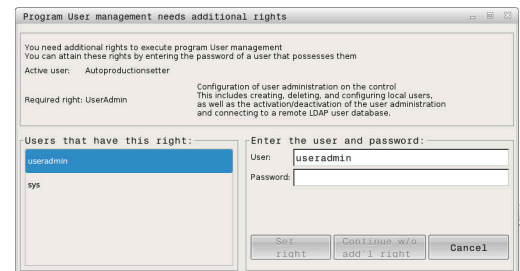 Program User management needs additional rights
You need additional rights to execute program User management
You can attain these rights by entering the password of a user that possesses them
Active user: Autoproductionsetter
Required right: UserAdmin
Configuration of user administration on the control
This includes creating, deleting, and configuring local users,
as well as the activation/deactivation of the user administration
and connecting to a remote LDAP user database.
Users that have this right:
useradmin
sys
Enter the user and password:
User: useradmin
Password:
Set right
Continue w/o add'l right
Cancel